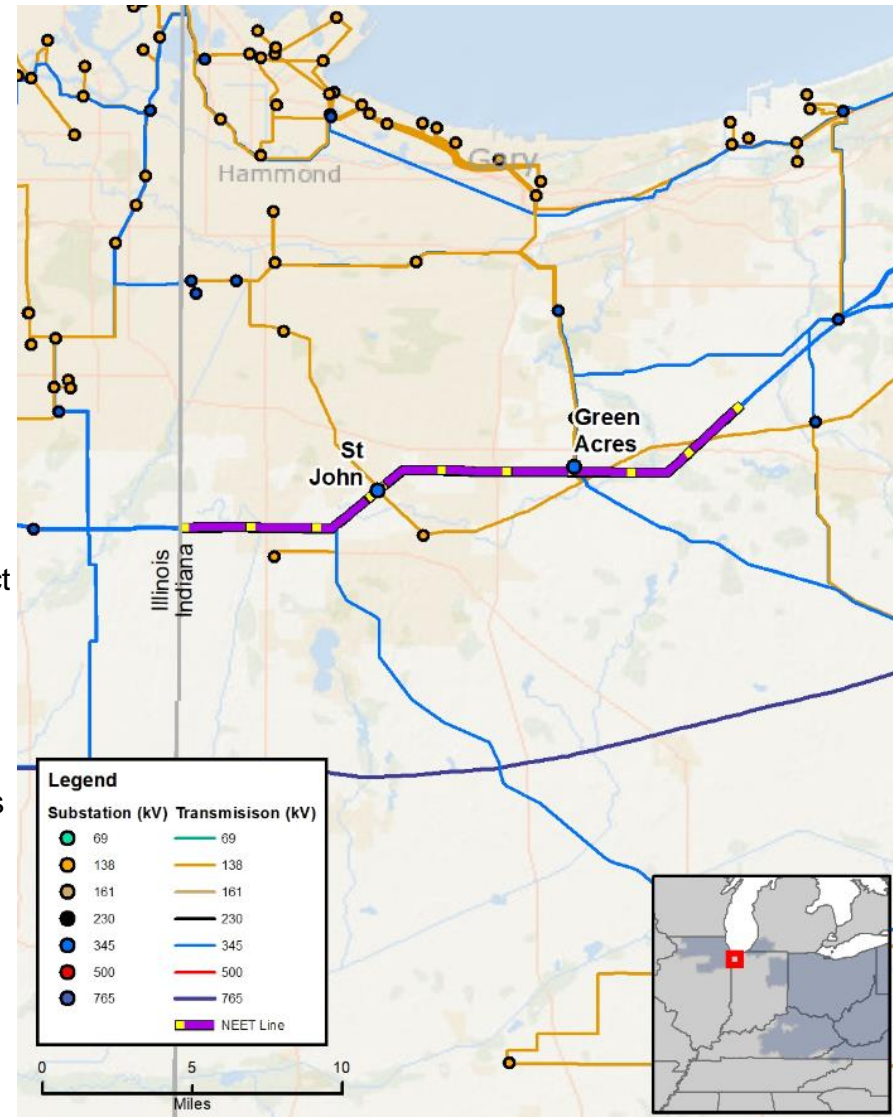 Hammond
Gary
Green
Acres
St
John
ct
Illinois
Indiana
s
Legend
Substation (kV) Transmisison (kV)
69 69
138 138
161 161
230 230
345 345
500 500
765 765
NEET Line
0 5 10
Miles